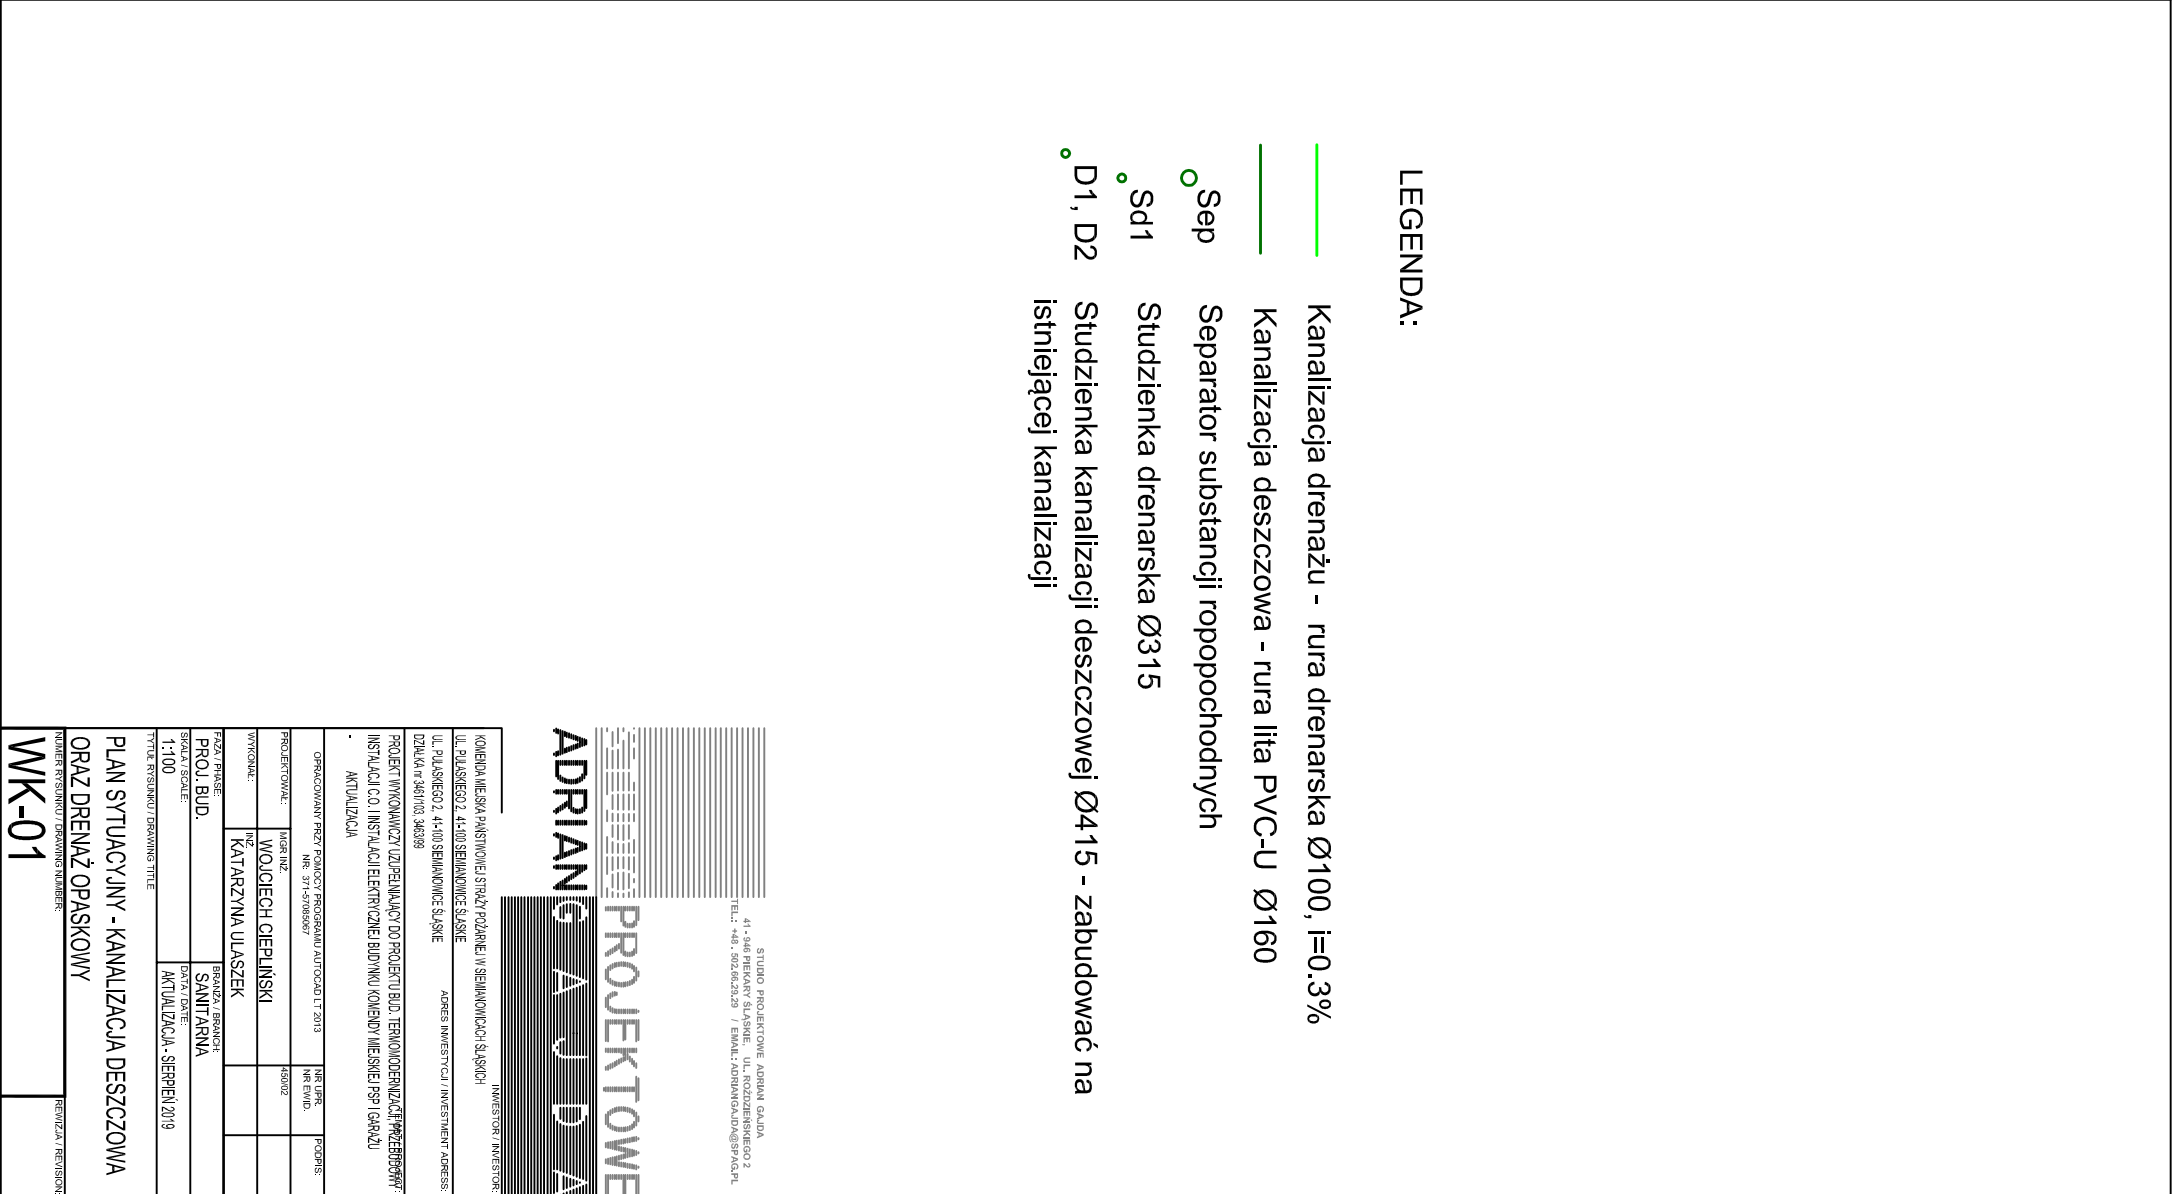 LEGENDA:
Kanalizacja drenażu -  rura drenarska Ø100, i=0.3%
Kanalizacja deszczowa - rura lita PVC-U  Ø160
Sep
Separator substancji ropopochodnych
Sd1
Studzienka drenarska Ø315
D1, D2
Studzienka kanalizacji deszczowej Ø415 - zabudować na
istniejącej kanalizacji
STUDIO PROJEKTOWE ADRIAN GAJDA
41 - 946 PIEKARY ŚLĄSKIE, UL. ROŹDZIEŃSKIEGO 2
TEL.: +48 . 502.66.29.29 / EMAIL: ADRIANGAJDA@SPAG.PL
STUDIO PROJEKTOWE
ADRIAN G A J D A
INVESTOR / INVESTOR:
KOMENDA MIEJSKA PAŃSTWOWEJ STRAŻY POŻARNEJ W SIEMIANOWICACH ŚLĄSKICH
UL. PUŁASKIEGO 2, 41-100 SIEMIANOWICE ŚLĄSKIE
ADRES INWESTYCJI / INVESTMENT ADRESS:
UL. PUŁASKIEGO 2, 41-100 SIEMIANOWICE ŚLĄSKIE
DZIAŁKA nr 3461/103, 3463/99
PROJEKT WYKONAWCZY UZUPEŁNIAJĄCY DO PROJEKTU BUD. TERMOMODERNIZACJI, PRZEBUDOWY
INSTALACJI C.O. I INSTALACJI ELEKTRYCZNEJ BUDYNKU KOMENDY MIEJSKIEJ PSP I GARAŻU
- AKTUALIZACJA
OPRACOWANY PRZY POMOCY PROGRAMU AUTOCAD LT 2013
NR: 371-57085067
NR UPR.
NR EWID.
PODPIS:
PROJEKTOWAŁ:
MGR INŻ.
WOJCIECH CIEPLIŃSKI
450/02
WYKONAŁ:
INŻ.
KATARZYNA ULASZEK
FAZA / PHASE:
PROJ. BUD.
BRANŻA / BRANCH:
SANITARNA
SKALA / SCALE:
1:100
DATA / DATE:
AKTUALIZACJA - SIERPIEŃ 2019
TYTUŁ RYSUNKU / DRAWING TITLE
PLAN SYTUACYJNY - KANALIZACJA DESZCZOWA
ORAZ DRENAŻ OPASKOWY
NUMER RYSUNKU / DRAWING NUMBER:
WK-01
REWIZJA / REVISION: